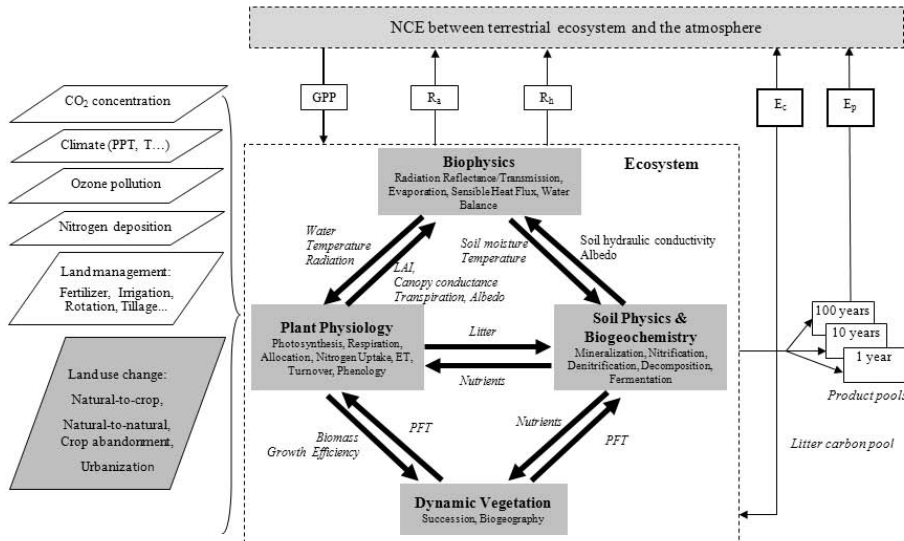 NCE between terrestrial ecosystem and the atmosphere
CO2 concentration
Climate (PPT, T…)
Ozone pollution
Nitrogen deposition
Land management:
Fertilizer, Irrigation,
Rotation, Tillage...
Land use change:
Natural-to-crop,
Natural-to-natural,
Crop abandonment,
Urbanization
GPP
Ra
Rh
Ec
Ep
Ecosystem
Biophysics
Radiation Reflectance/Transmission,
Evaporation, Sensible Heat Flux, Water
Balance
Water
Temperature
Radiation
LAI,
Canopy conductance
Transpiration, Albedo
Soil moisture
Temperature
Soil hydraulic conductivity
Albedo
Plant Physiology
Photosynthesis, Respiration,
Allocation, Nitrogen Uptake, ET,
Turnover, Phenology
Litter
Nutrients
Soil Physics &
Biogeochemistry
Mineralization, Nitrification,
Denitrification, Decomposition,
Fermentation
Biomass
Growth Efficiency
PFT
Nutrients
PFT
Dynamic Vegetation
Succession, Biogeography
100 years
10 years
1 year
Product pools
Litter carbon pool